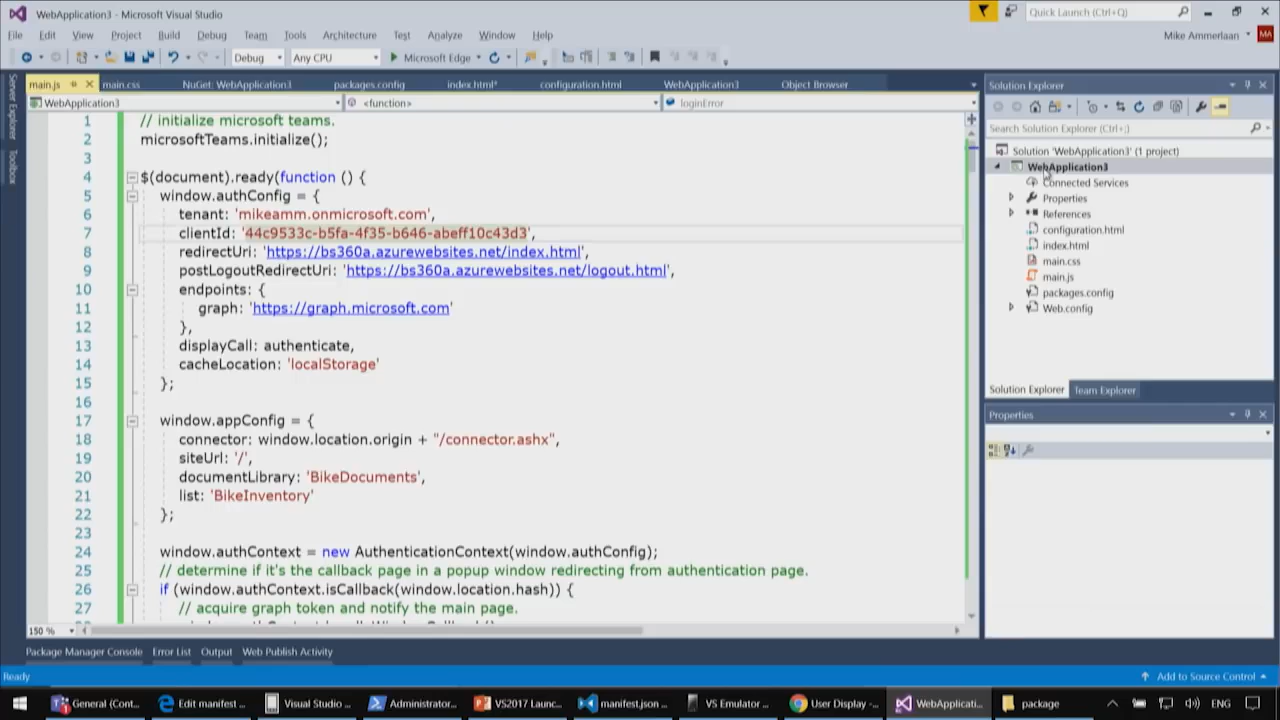 WebApplication3 - Microsoft Visual Studio
Quick Launch (Ctrl+Q)
File Edit View Project Build Debug Team Tools Architecture Test Analyze Window Help
Mike Ammerlaan MA
Debug Any CPU Microsoft Edge
main.js main.css NuGet: WebApplication3 packages.config index.html* configuration.html WebApplication3 Object Browser
WebApplication3 <function> loginError
Server Explorer
Toolbox
1 // initialize microsoft teams.
2 microsoftTeams.initialize();
3
4 $(document).ready(function () {
5 window.authConfig = {
6 tenant: 'mikeamm.onmicrosoft.com',
7 clientId: '44c9533c-b5fa-4f35-b646-abeff10c43d3',
8 redirectUri: 'https://bs360a.azurewebsites.net/index.html',
9 postLogoutRedirectUri: 'https://bs360a.azurewebsites.net/logout.html',
10 endpoints: {
11 graph: 'https://graph.microsoft.com'
12 },
13 displayCall: authenticate,
14 cacheLocation: 'localStorage'
15 };
16
17 window.appConfig = {
18 connector: window.location.origin + "/connector.ashx",
19 siteUrl: '/',
20 documentLibrary: 'BikeDocuments',
21 list: 'BikeInventory'
22 };
23
24 window.authContext = new AuthenticationContext(window.authConfig);
25 // determine if it's the callback page in a popup window redirecting from authentication page.
26 if (window.authContext.isCallback(window.location.hash)) {
27 // acquire graph token and notify the main page.
150 %
Solution Explorer
Search Solution Explorer (Ctrl+;)
Solution 'WebApplication3' (1 project)
WebApplication3
Connected Services
Properties
References
configuration.html
index.html
main.css
main.js
packages.config
Web.config
Solution Explorer Team Explorer
Properties
Package Manager Console Error List Output Web Publish Activity
Ready Add to Source Control
General (Cont... Edit manifest ... Visual Studio ... Administrator... VS2017 Launc... manifest.json ... VS Emulator ... User Display -... WebApplicati... package ENG